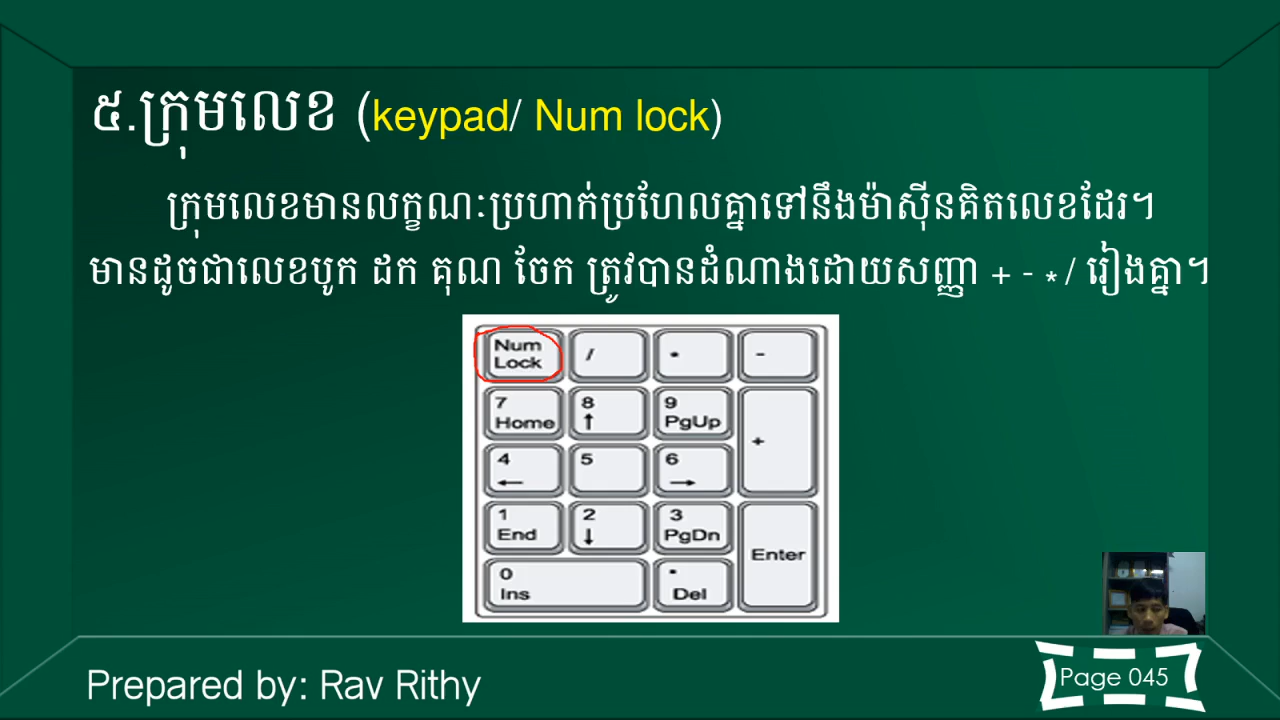 ៥.ក្រុមលេខ (keypad/ Num lock)
ក្រុមលេខមានលក្ខណៈប្រហាក់ប្រហែលគ្នាទៅនឹងម៉ាស៊ីនគិតលេខដែរ។
មានដូចជាលេខបូក ដក គុណ ចែក ត្រូវបានដំណាងដោយសញ្ញា + - * / រៀងគ្នា។
Num Lock / * -
7 Home 8 ↑ 9 PgUp +
4 ← 5 6 →
1 End 2 ↓ 3 PgDn Enter
0 Ins . Del
Prepared by: Rav Rithy
Page 045